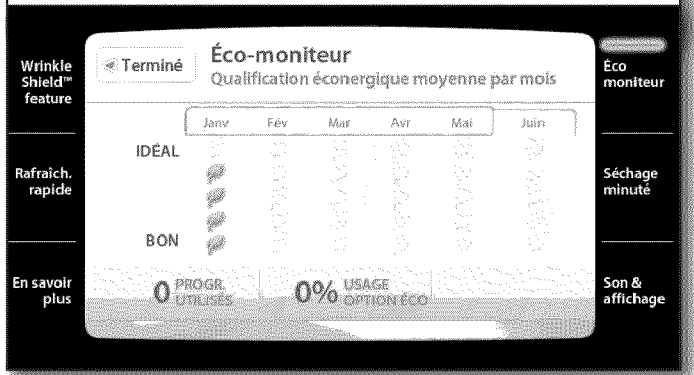 Wrinkle
Shield™
feature
Rafraîch.
rapide
En savoir
plus
Terminé
Éco-moniteur
Qualification éconergique moyenne par mois
Janv Fév Mar Avr Mai Juin
IDÉAL
BON
0 PROGR.
UTILISÉS
0% USAGE
OPTION ÉCO
Éco
moniteur
Séchage
minuté
Son &
affichage